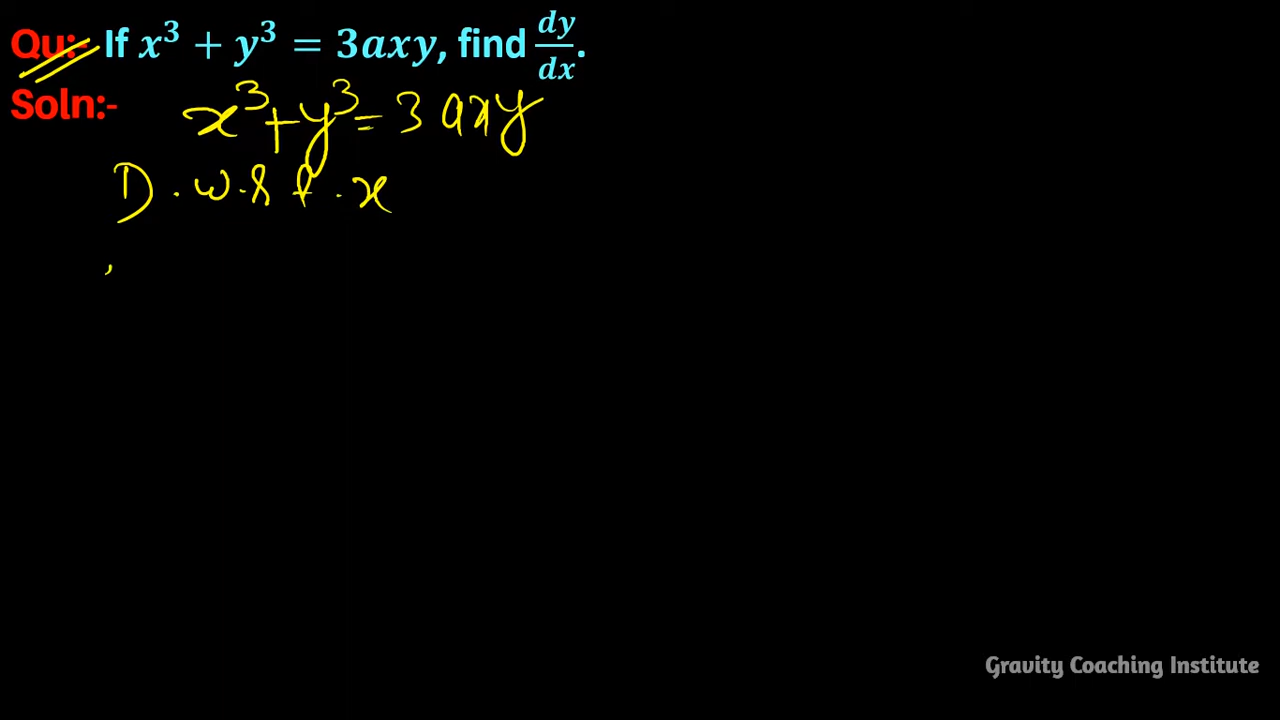 Qu:- If x³ + y³ = 3axy, find dy/dx.
Soln:-
x³+y³=3axy
D.w.r.t.x
Gravity Coaching Institute